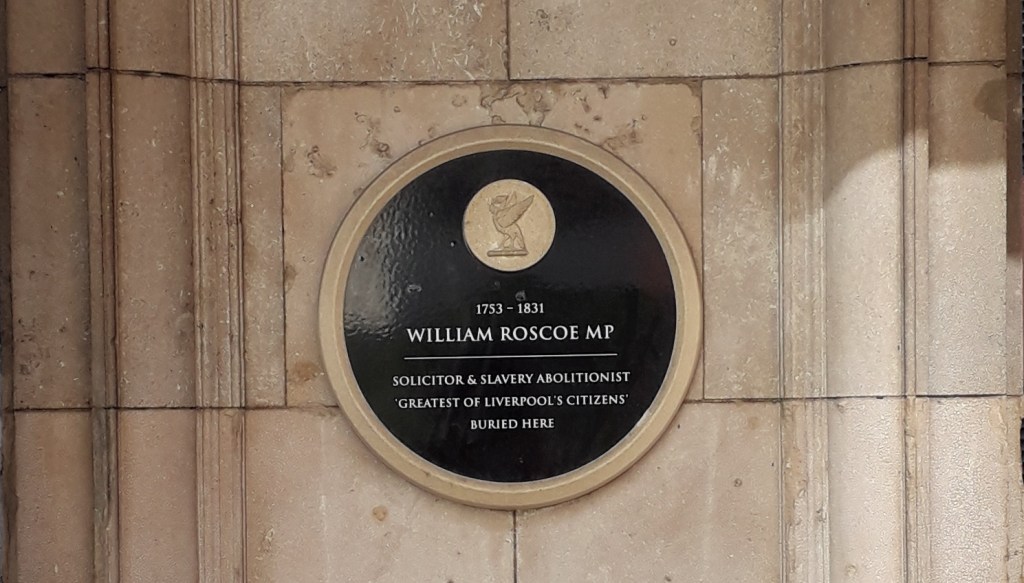 1753 – 1831
WILLIAM ROSCOE MP
SOLICITOR & SLAVERY ABOLITIONIST
'GREATEST OF LIVERPOOL'S CITIZENS'
BURIED HERE